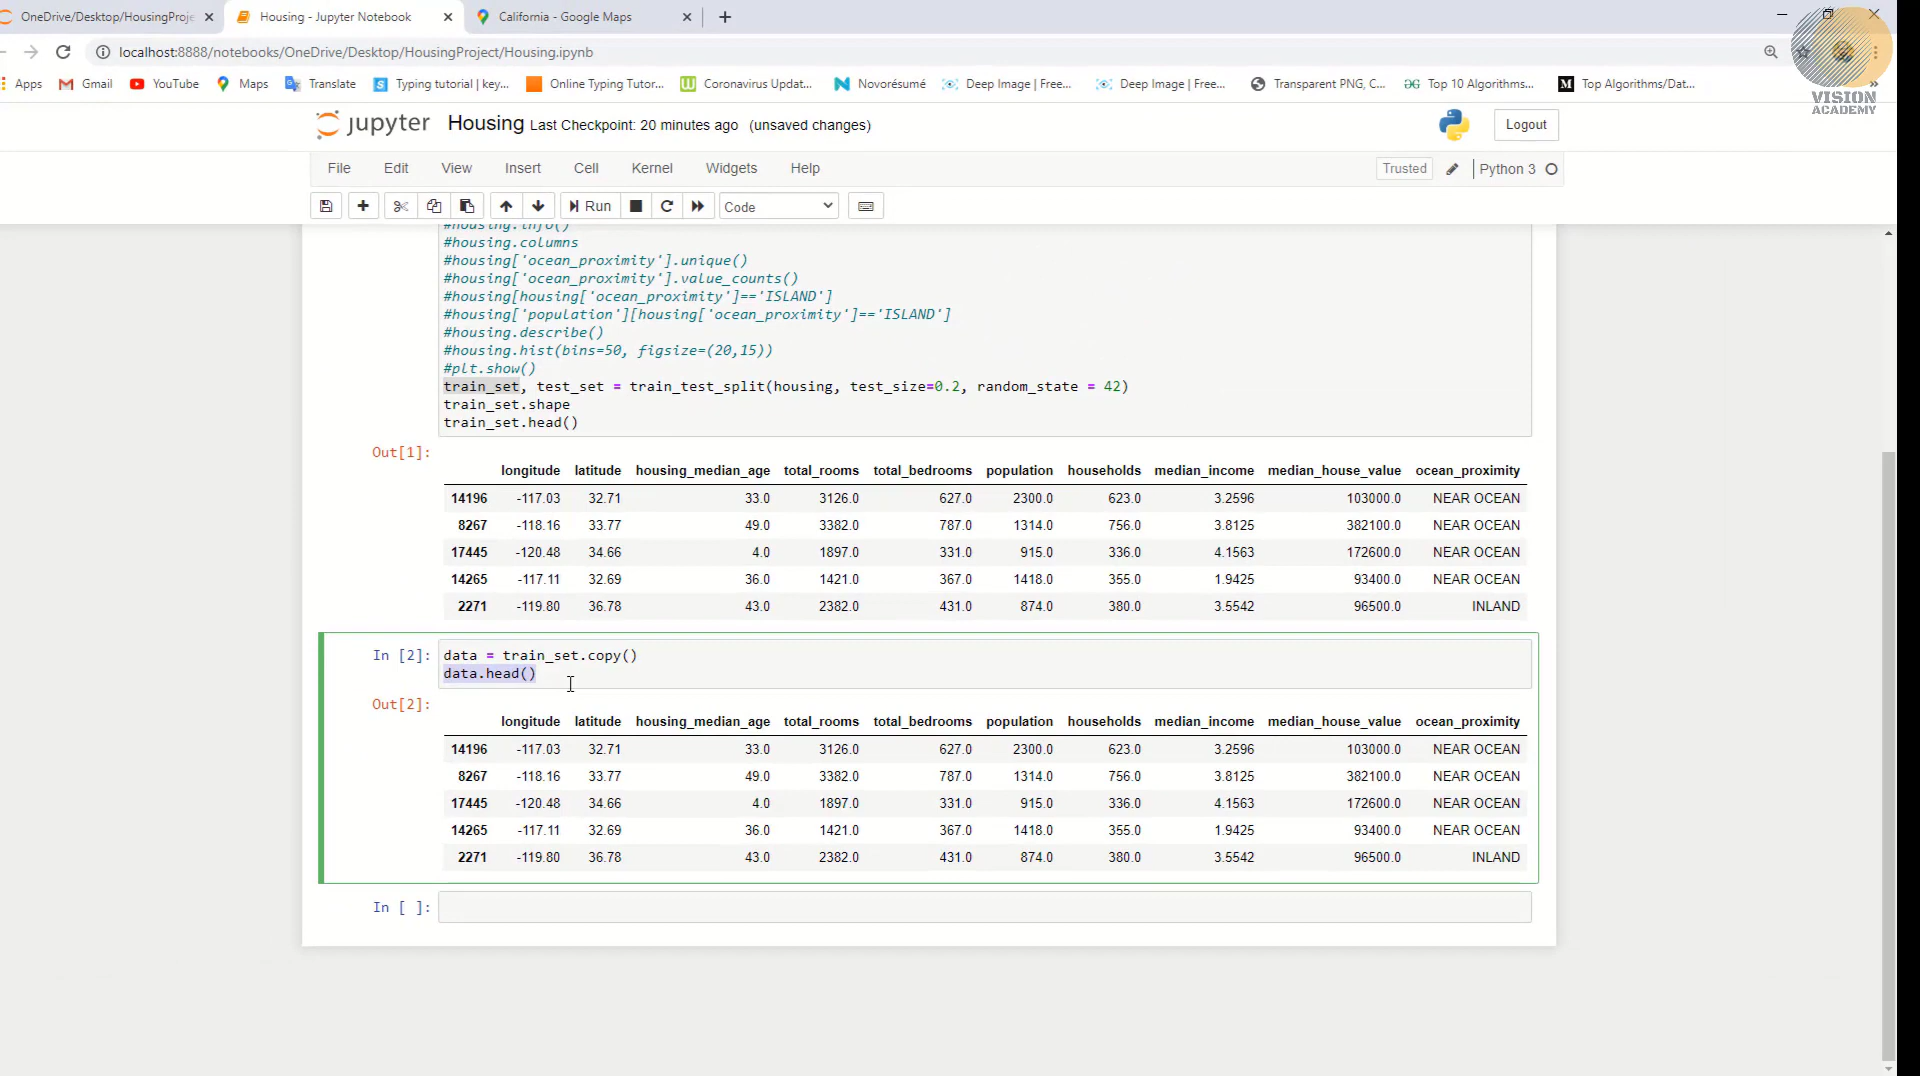 OneDrive/Desktop/HousingProje
Housing - Jupyter Notebook
California - Google Maps
localhost:8888/notebooks/OneDrive/Desktop/HousingProject/Housing.ipynb
Apps Gmail YouTube Maps Translate Typing tutorial | key... Online Typing Tutor... Coronavirus Updat... Novorésumé Deep Image | Free... Deep Image | Free... Transparent PNG, C... Top 10 Algorithms... Top Algorithms/Dat...
VISION
ACADEMY
jupyter Housing Last Checkpoint: 20 minutes ago (unsaved changes) Logout
File Edit View Insert Cell Kernel Widgets Help Trusted Python 3
Run Code
#housing.info()
#housing.columns
#housing['ocean_proximity'].unique()
#housing['ocean_proximity'].value_counts()
#housing[housing['ocean_proximity']=='ISLAND']
#housing['population'][housing['ocean_proximity']=='ISLAND']
#housing.describe()
#housing.hist(bins=50, figsize=(20,15))
#plt.show()
train_set, test_set = train_test_split(housing, test_size=0.2, random_state = 42)
train_set.shape
train_set.head()
Out[1]:
longitude latitude housing_median_age total_rooms total_bedrooms population households median_income median_house_value ocean_proximity
14196 -117.03 32.71 33.0 3126.0 627.0 2300.0 623.0 3.2596 103000.0 NEAR OCEAN
8267 -118.16 33.77 49.0 3382.0 787.0 1314.0 756.0 3.8125 382100.0 NEAR OCEAN
17445 -120.48 34.66 4.0 1897.0 331.0 915.0 336.0 4.1563 172600.0 NEAR OCEAN
14265 -117.11 32.69 36.0 1421.0 367.0 1418.0 355.0 1.9425 93400.0 NEAR OCEAN
2271 -119.80 36.78 43.0 2382.0 431.0 874.0 380.0 3.5542 96500.0 INLAND
In [2]: data = train_set.copy()
data.head()
Out[2]:
longitude latitude housing_median_age total_rooms total_bedrooms population households median_income median_house_value ocean_proximity
14196 -117.03 32.71 33.0 3126.0 627.0 2300.0 623.0 3.2596 103000.0 NEAR OCEAN
8267 -118.16 33.77 49.0 3382.0 787.0 1314.0 756.0 3.8125 382100.0 NEAR OCEAN
17445 -120.48 34.66 4.0 1897.0 331.0 915.0 336.0 4.1563 172600.0 NEAR OCEAN
14265 -117.11 32.69 36.0 1421.0 367.0 1418.0 355.0 1.9425 93400.0 NEAR OCEAN
2271 -119.80 36.78 43.0 2382.0 431.0 874.0 380.0 3.5542 96500.0 INLAND
In [ ]: